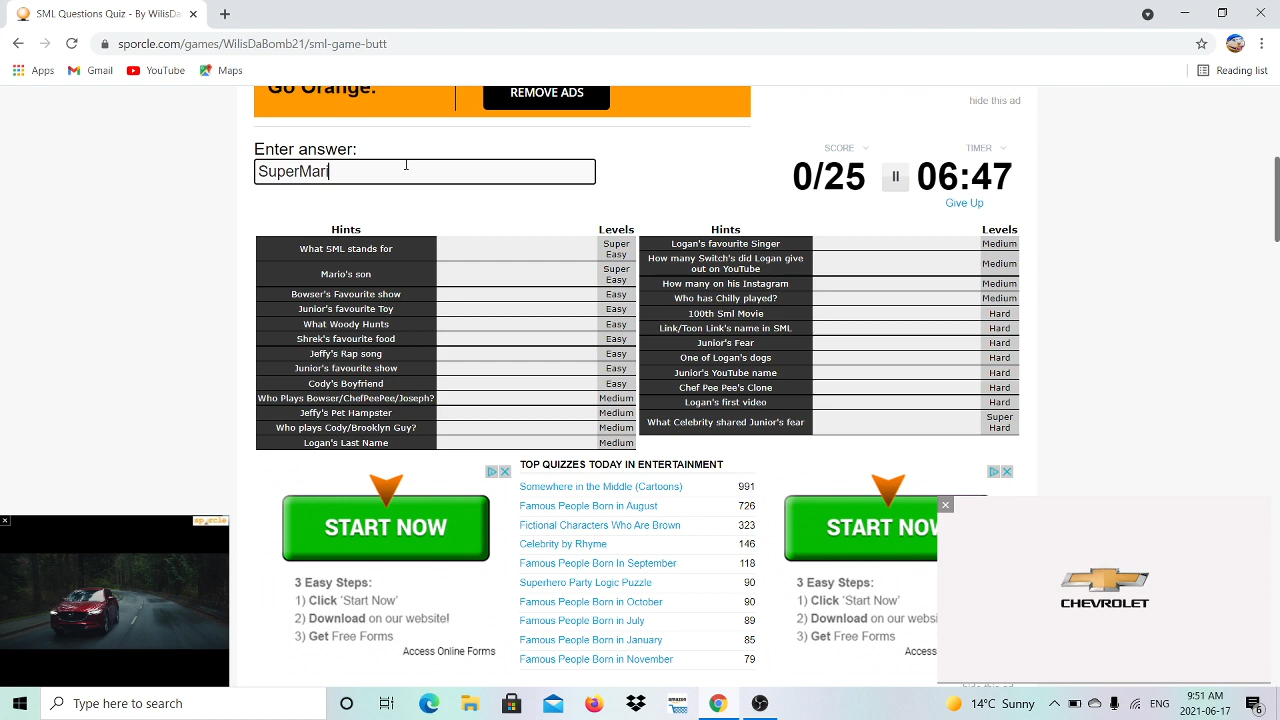 SML Questions Quiz - By WilisDa
sporcle.com/games/WilisDaBoni211/sml-game-butt
Apps Gmail YouTube Maps Reading list
Go Orange.
REMOVE ADS
hide this ad
Enter answer:
SuperMari
SCORE
0/25
TIMER
06:47
Give Up
Hints Levels
What SML stands for Super Easy
Mario's son Super Easy
Bowser's Favourite show Easy
Junior's favourite Toy Easy
What Woody Hunts Easy
Shrek's favourite food Easy
Jeffy's Rap song Easy
Junior's favourite show Easy
Cody's Boyfriend Easy
Who Plays Bowser/ChefPeePee/Joseph? Medium
Jeffy's Pet Hampster Medium
Who plays Cody/Brooklyn Guy? Medium
Logan's Last Name Medium
Hints Levels
Logan's favourite Singer Medium
How many Switch's did Logan give out on YouTube Medium
How many on his Instagram Medium
Who has Chilly played? Medium
100th Sml Movie Hard
Link/Toon Link's name in SML Hard
Junior's Fear Hard
One of Logan's dogs Hard
Junior's YouTube name Hard
Chef Pee Pee's Clone Hard
Logan's first video Hard
What Celebrity shared Junior's fear Super Hard
START NOW
3 Easy Steps:
1) Click 'Start Now'
2) Download on our website!
3) Get Free Forms
Access Online Forms
TOP QUIZZES TODAY IN ENTERTAINMENT
Somewhere in the Middle (Cartoons) 991
Famous People Born in August 726
Fictional Characters Who Are Brown 323
Celebrity by Rhyme 146
Famous People Born In September 118
Superhero Party Logic Puzzle 90
Famous People Born in October 90
Famous People Born in July 89
Famous People Born in January 85
Famous People Born in November 79
START NOW
3 Easy Steps:
1) Click 'Start Now'
2) Download on our websi
3) Get Free Forms
Access
sporcle
CHEVROLET
hide this ad
Type here to search
amazon
14°C Sunny
ENG
9:51 AM
2021-06-17
6